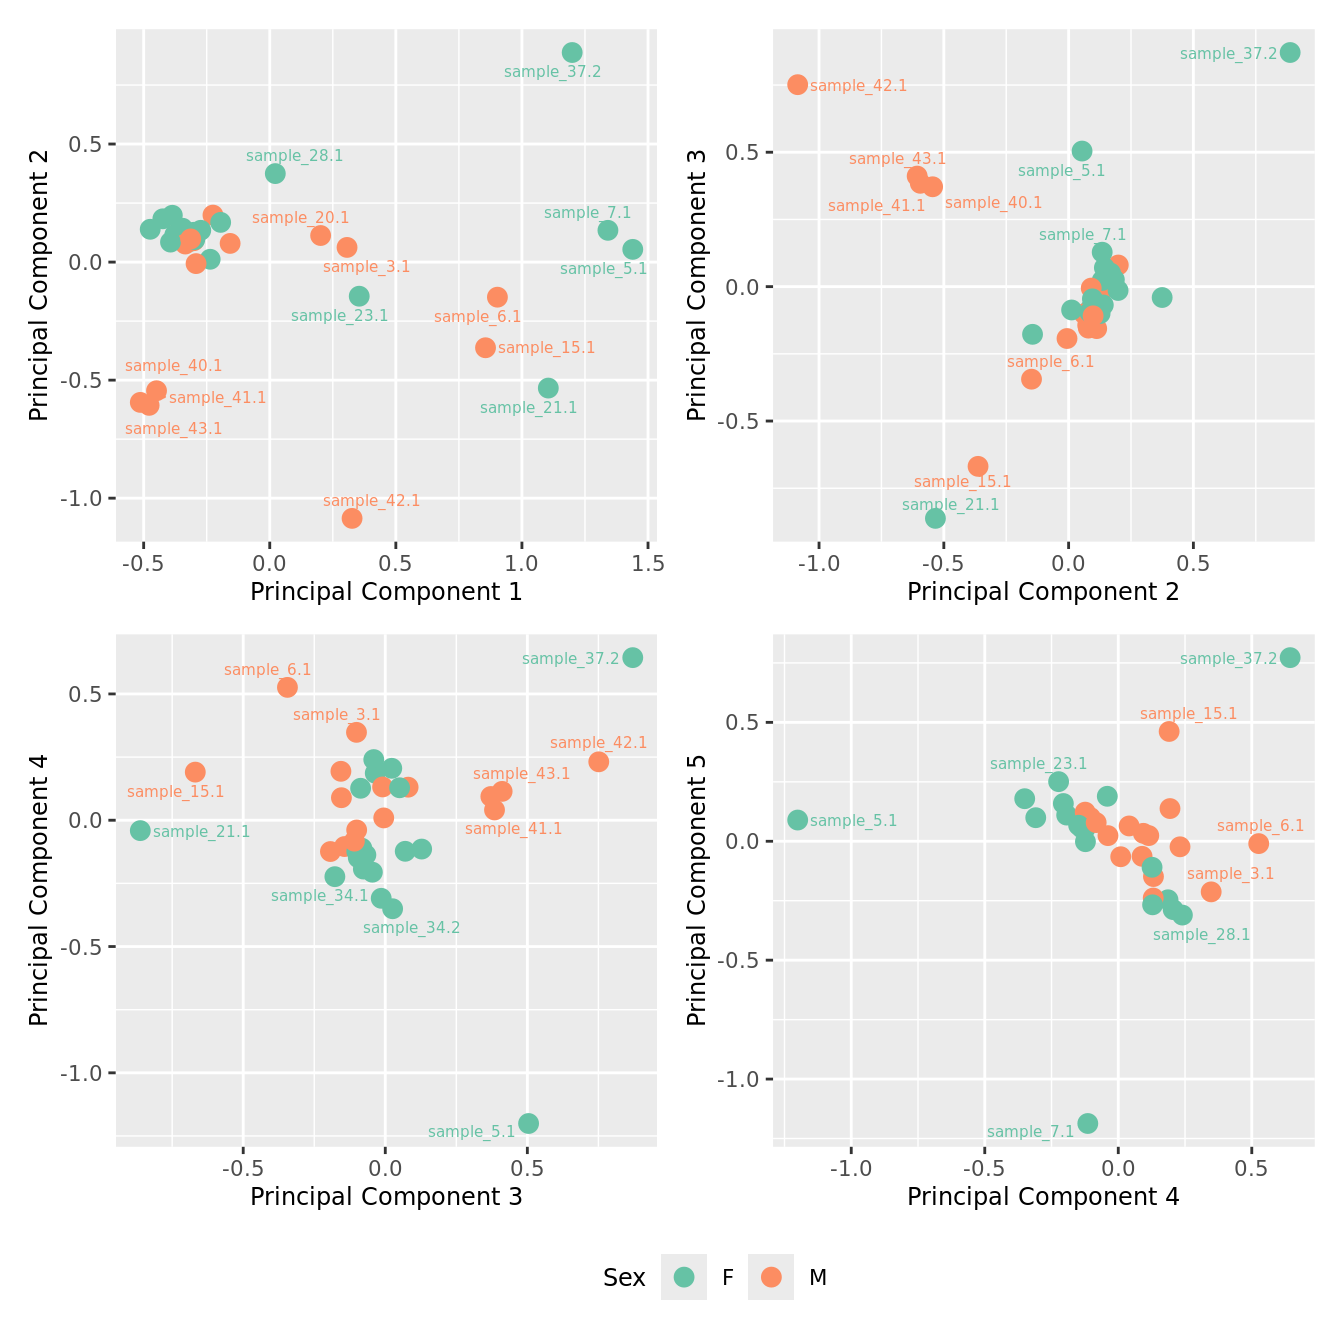 sample_37.2
sample_28.1
sample_20.1
sample_7.1
sample_3.1
sample_5.1
sample_23.1
sample_6.1
sample_15.1
sample_40.1
sample_41.1
sample_21.1
sample_43.1
sample_42.1
0.5
0.0
-0.5
-1.0
Principal Component 2
-0.5
0.0
0.5
1.0
1.5
Principal Component 1
sample_37.2
sample_42.1
sample_43.1
sample_5.1
sample_41.1
sample_40.1
sample_7.1
sample_6.1
sample_15.1
sample_21.1
0.5
0.0
-0.5
Principal Component 3
-1.0
-0.5
0.0
0.5
Principal Component 2
sample_37.2
sample_6.1
sample_3.1
sample_42.1
sample_43.1
sample_15.1
sample_41.1
sample_21.1
sample_34.1
sample_34.2
sample_5.1
0.5
0.0
-0.5
-1.0
Principal Component 4
-0.5
0.0
0.5
Principal Component 3
sample_37.2
sample_15.1
sample_23.1
sample_5.1
sample_6.1
sample_3.1
sample_28.1
sample_7.1
0.5
0.0
-0.5
-1.0
Principal Component 5
-1.0
-0.5
0.0
0.5
Principal Component 4
Sex F M